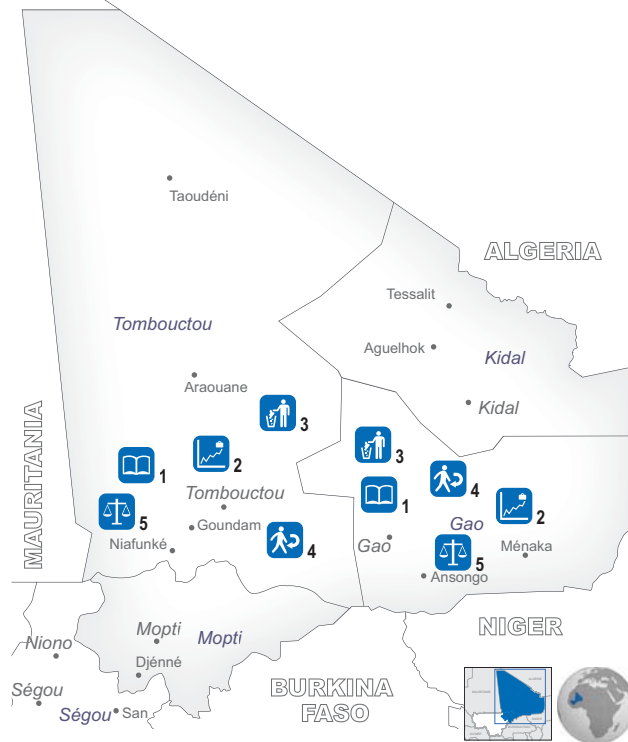 Taoudéni
ALGERIA
Tessalit
Tombouctou
Aguelhok
Kidal
Araouane
Kidal
MAURITANIA
3
3
2
1
4
1
Tombouctou
2
5
Gao
Goundam
Niafunké
4
Gao
5
Ménaka
Ansongo
Mopti
Mopti
NIGER
Niono
Djénné
BURKINA
FASO
Ségou
Ségou
San